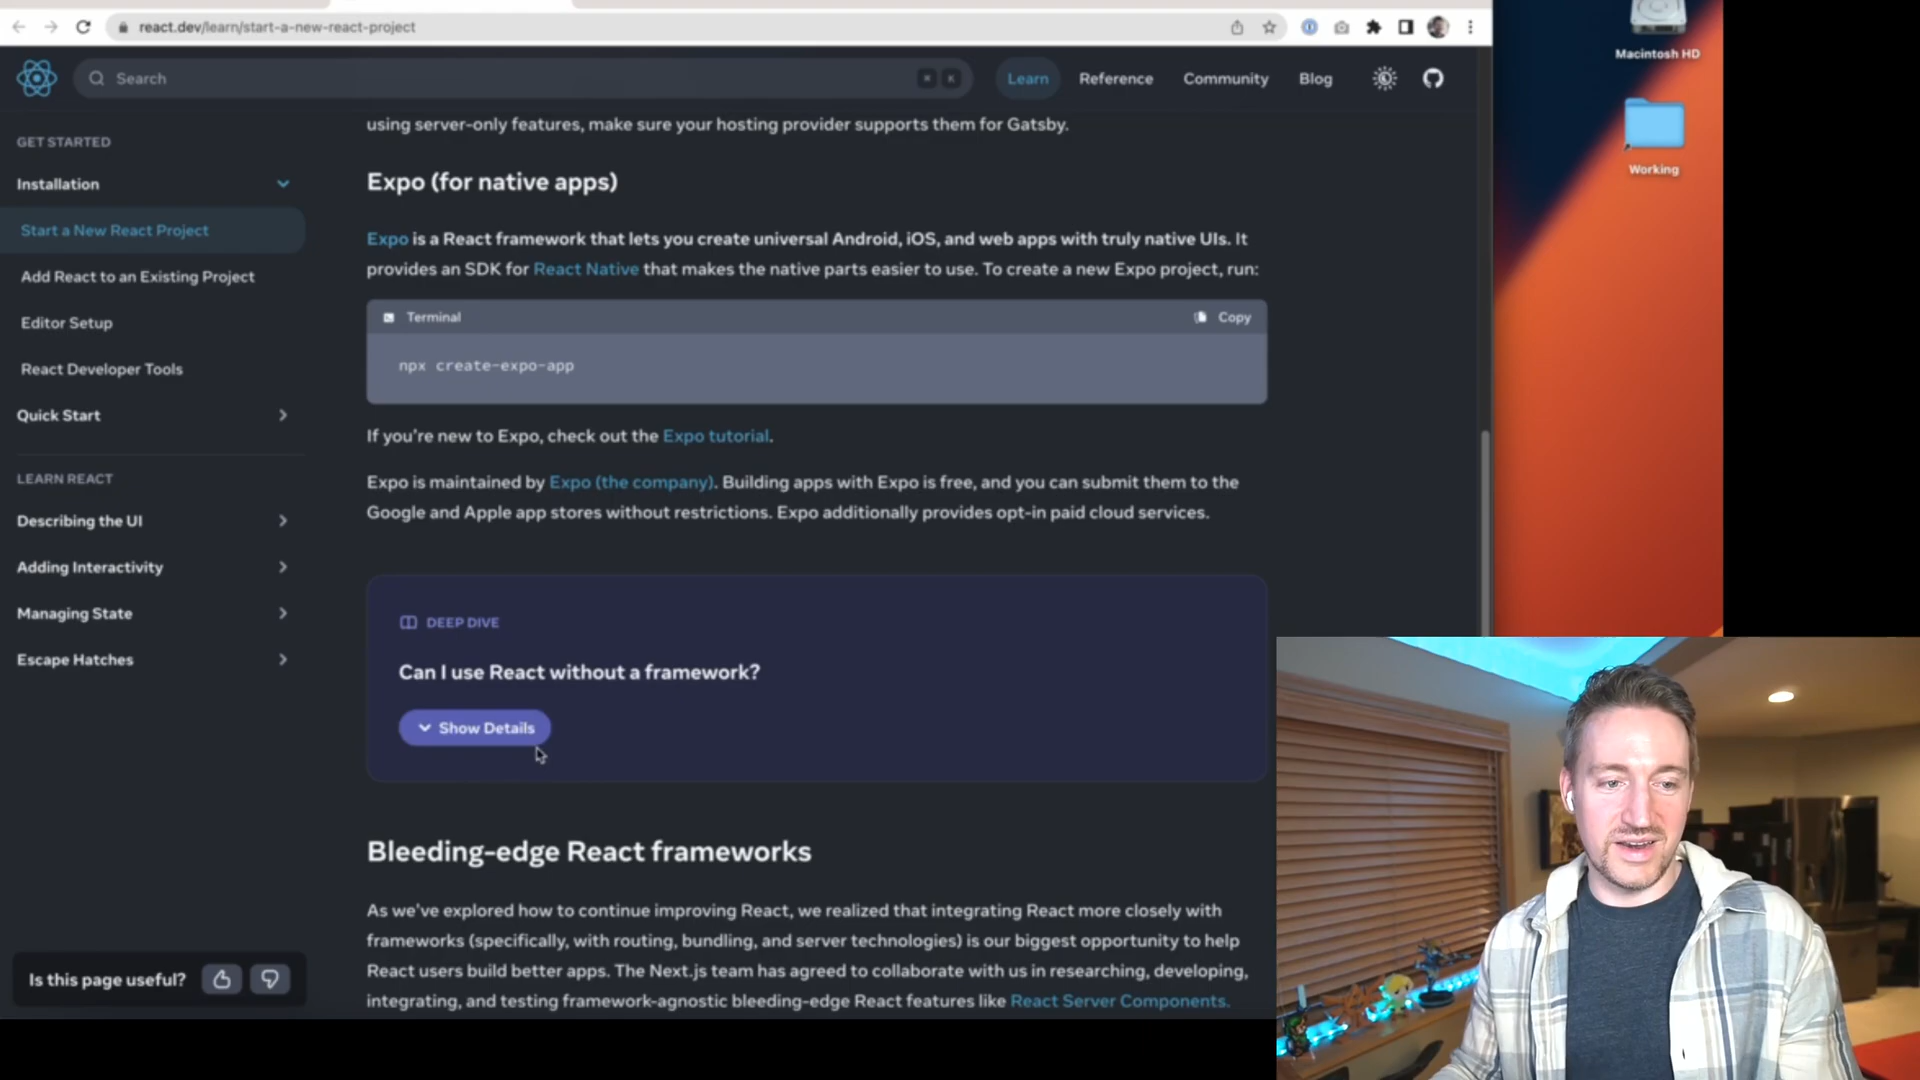 react.dev/learn/start-a-new-react-project
Macintosh HD
Working
Search
Learn
Reference
Community
Blog
GET STARTED
Installation
Start a New React Project
Add React to an Existing Project
Editor Setup
React Developer Tools
Quick Start
LEARN REACT
Describing the UI
Adding Interactivity
Managing State
Escape Hatches
Is this page useful?
using server-only features, make sure your hosting provider supports them for Gatsby.
Expo (for native apps)
Expo is a React framework that lets you create universal Android, iOS, and web apps with truly native UIs. It
provides an SDK for React Native that makes the native parts easier to use. To create a new Expo project, run:
Terminal
Copy
npx create-expo-app
If you're new to Expo, check out the Expo tutorial.
Expo is maintained by Expo (the company). Building apps with Expo is free, and you can submit them to the
Google and Apple app stores without restrictions. Expo additionally provides opt-in paid cloud services.
DEEP DIVE
Can I use React without a framework?
Show Details
Bleeding-edge React frameworks
As we've explored how to continue improving React, we realized that integrating React more closely with
frameworks (specifically, with routing, bundling, and server technologies) is our biggest opportunity to help
React users build better apps. The Next.js team has agreed to collaborate with us in researching, developing,
integrating, and testing framework-agnostic bleeding-edge React features like React Server Components.